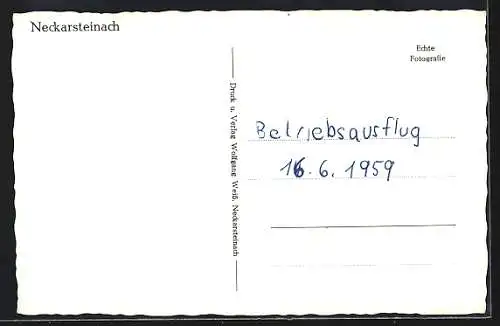 Neckarsteinach
Echte
Fotografie
Druck u. Verlag Wolfgang Weiß, Neckarsteinach
Betriebsausflug
16.6.1959